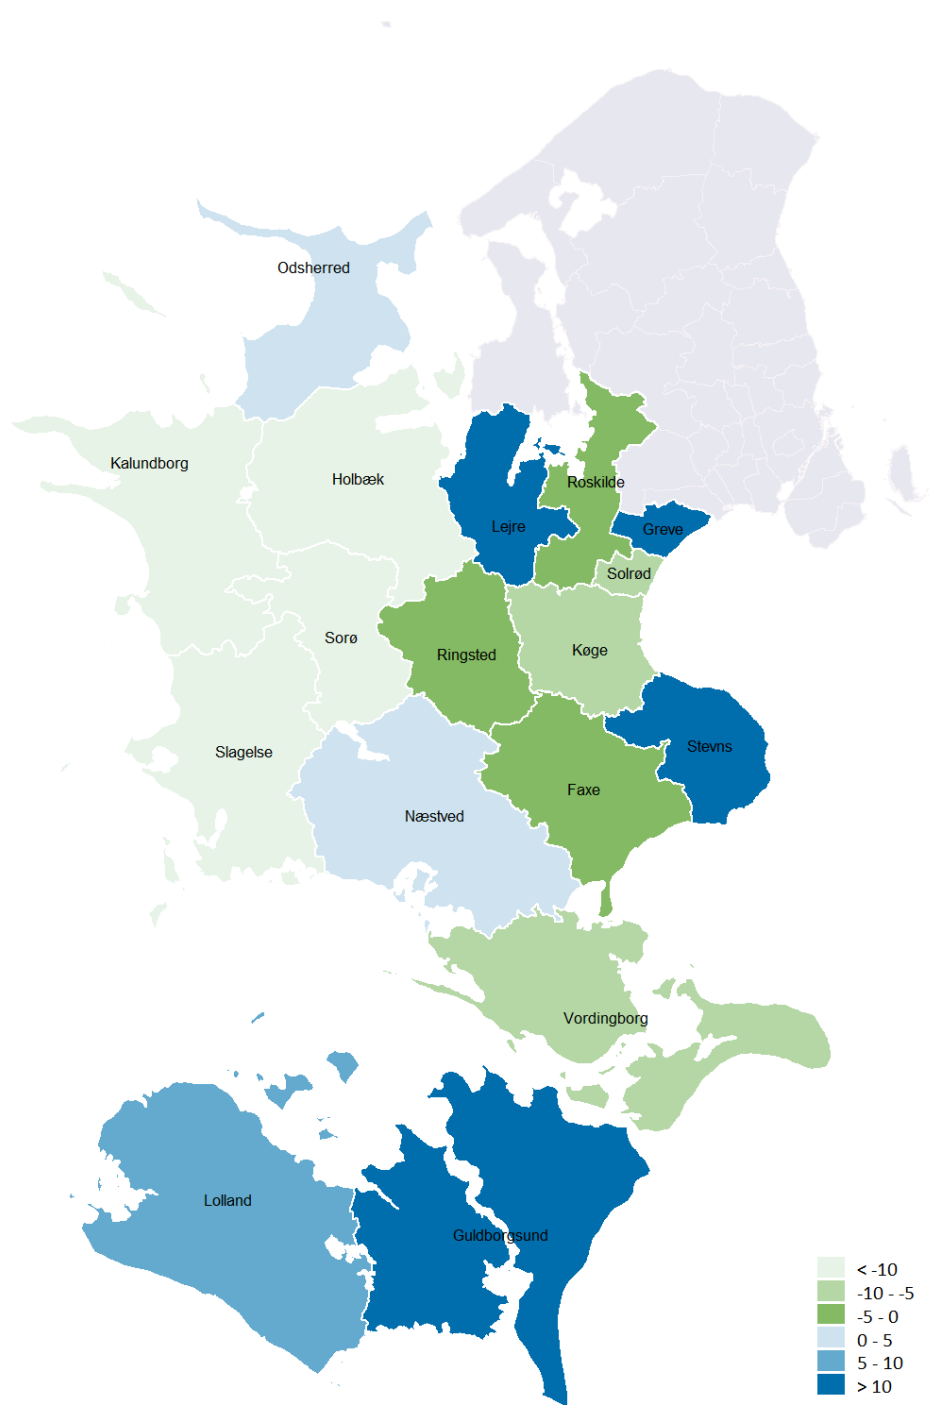 Odsherred
Kalundborg
Holbæk
Roskilde
Lejre
Greve
Solrød
Sorø
Køge
Ringsted
Stevns
Slagelse
Faxe
Næstved
Vordingborg
Lolland
Guldborgsund
< -10
-10 - -5
-5 - 0
0 - 5
5 - 10
> 10